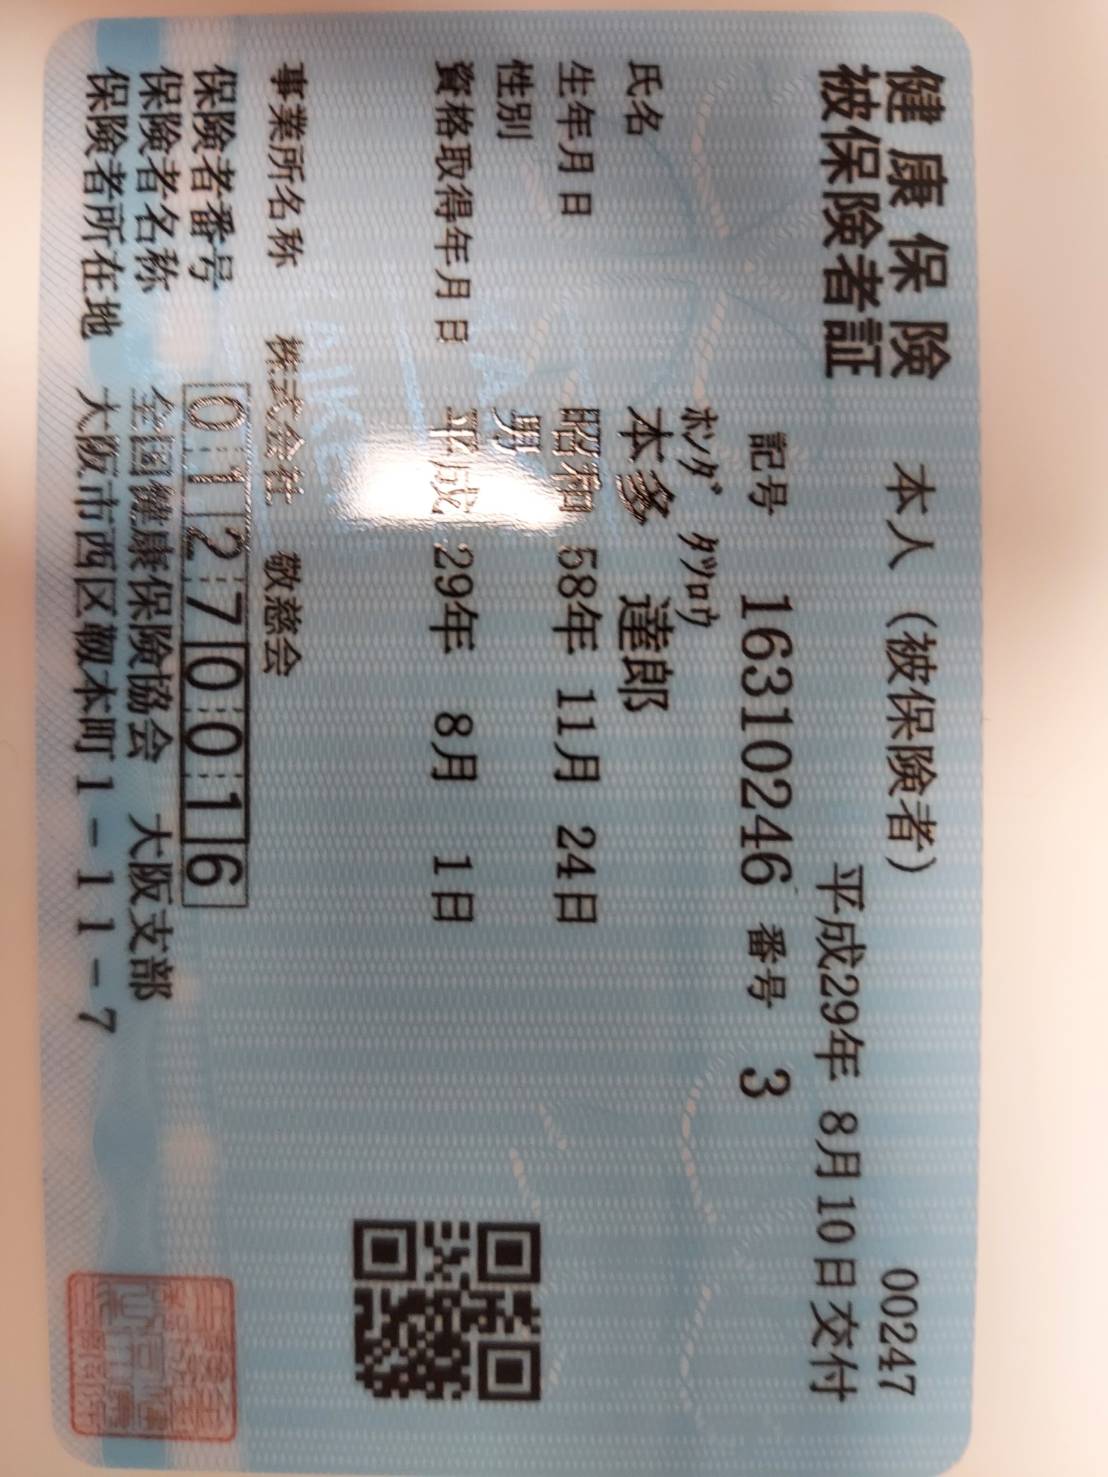 健康保険
被保険者証
本人（被保険者）
00247
平成29年 8月10日交付
記号 16310246 番号 3
ﾎﾝﾀﾞ ﾀﾂﾛｳ
氏名 本多 達郎
生年月日 昭和 58年 11月 24日
性別 男
資格取得年月日 平成 29年 8月 1日
事業所名称 株式会社 敬慈会
保険者番号 01270016
保険者名称 全国健康保険協会 大阪支部
保険者所在地 大阪市西区靱本町1-11-7